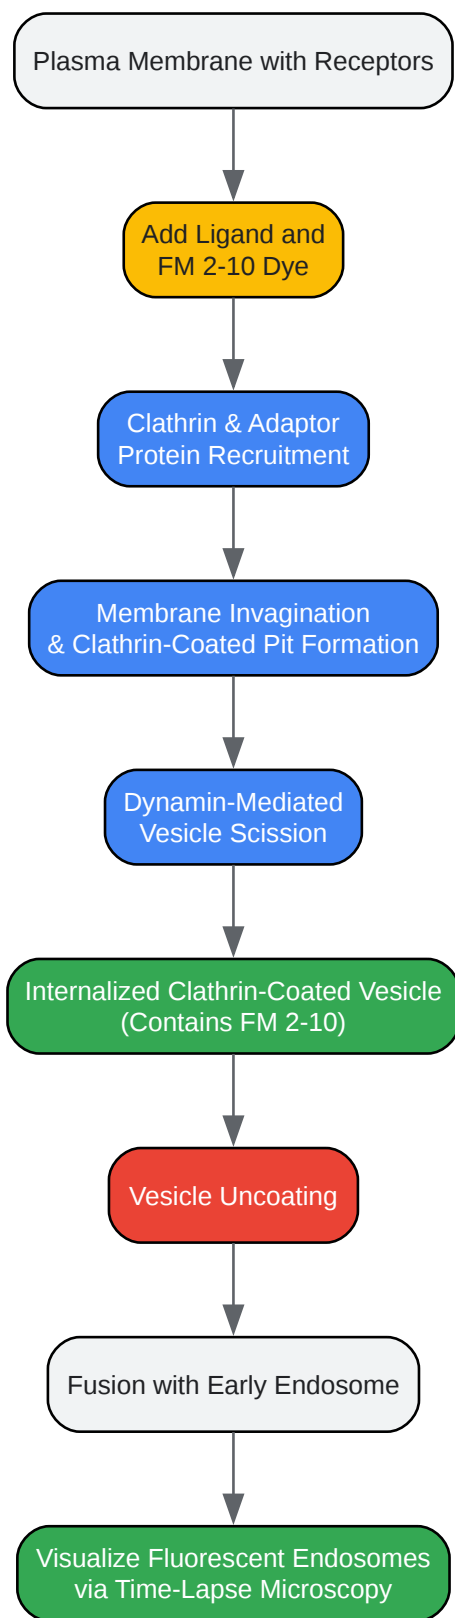 Plasma Membrane with Receptors
Add Ligand and
FM 2-10 Dye
Clathrin & Adaptor
Protein Recruitment
Membrane Invagination
& Clathrin-Coated Pit Formation
Dynamin-Mediated
Vesicle Scission
Internalized Clathrin-Coated Vesicle
(Contains FM 2-10)
Vesicle Uncoating
Fusion with Early Endosome
Visualize Fluorescent Endosomes
via Time-Lapse Microscopy